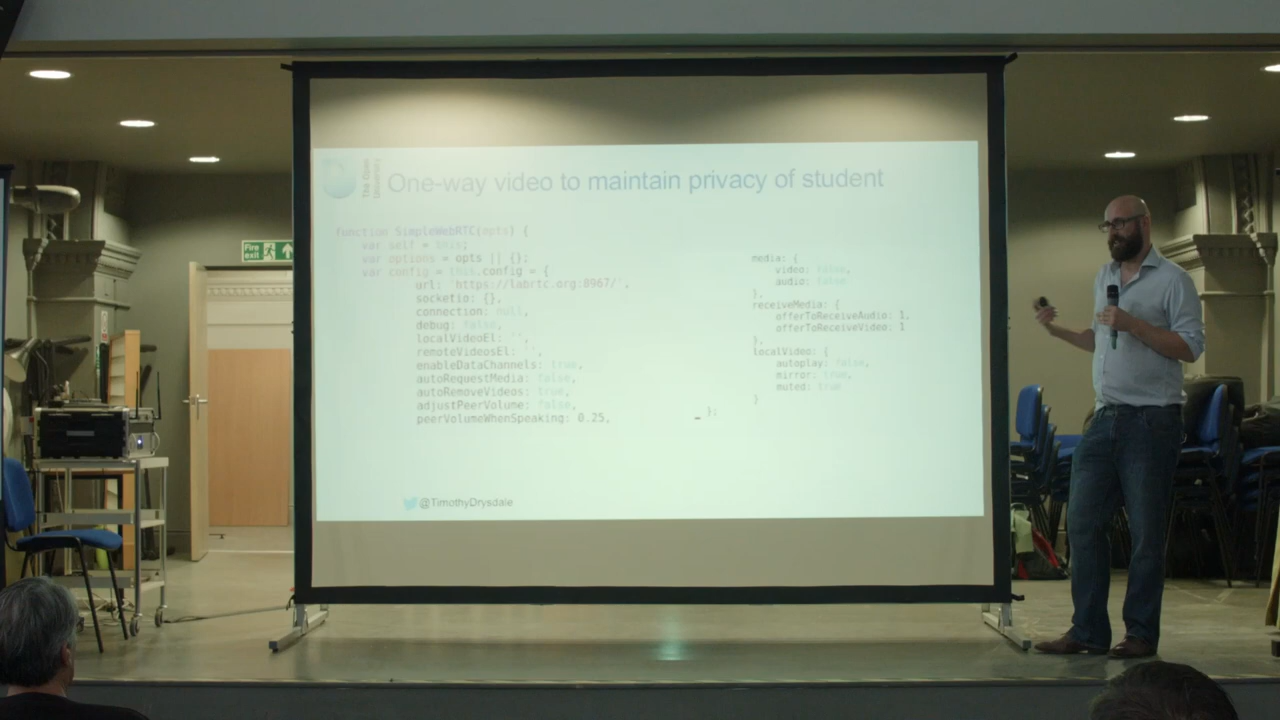 Fire
exit
The Open
University
One-way video to maintain privacy of student
function SimpleWebRTC(opts) {
var self = this;
var options = opts || {};
var config = this.config = {
url: 'https://labrtc.org:8967/',
socketio: {},
connection: null,
debug: false,
localVideoEl: '',
remoteVideosEl: '',
enableDataChannels: true,
autoRequestMedia: false,
autoRemoveVideos: true,
adjustPeerVolume: false,
peerVolumeWhenSpeaking: 0.25,
media: {
video: false,
audio: false
},
receiveMedia: {
offerToReceiveAudio: 1,
offerToReceiveVideo: 1
},
localVideo: {
autoplay: false,
mirror: true,
muted: true
}
};
@TimothyDrysdale